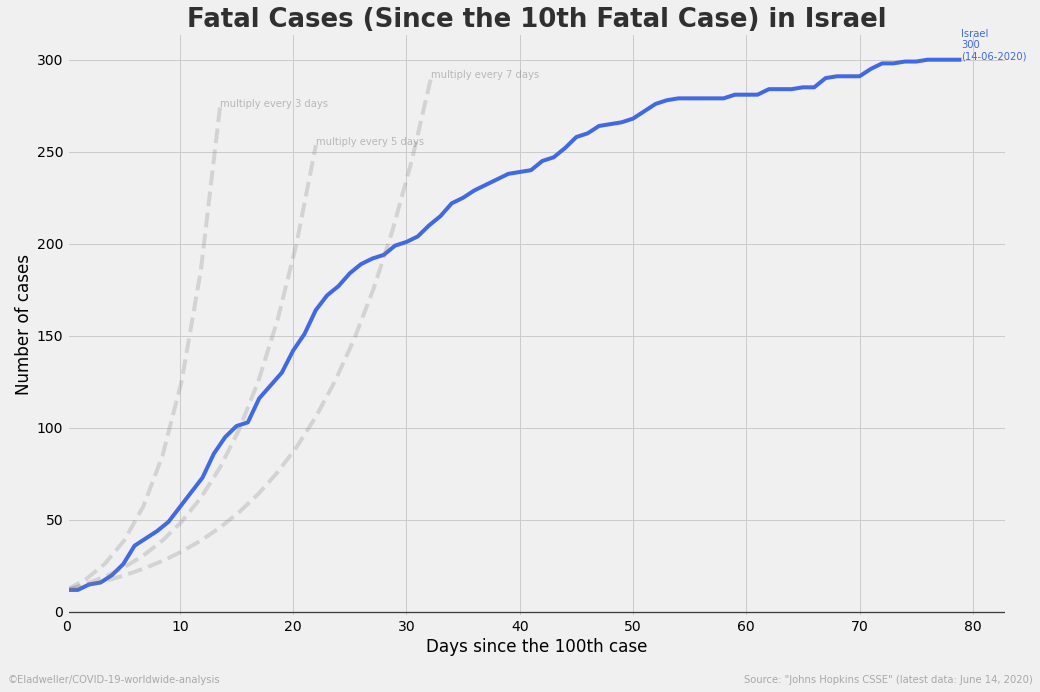 Fatal Cases (Since the 10th Fatal Case) in Israel
Israel
300
(14-06-2020)
multiply every 7 days
multiply every 3 days
multiply every 5 days
Number of cases
300
250
200
150
100
50
0
0 10 20 30 40 50 60 70 80
Days since the 100th case
©Eladweller/COVID-19-worldwide-analysis
Source: "Johns Hopkins CSSE" (latest data: June 14, 2020)